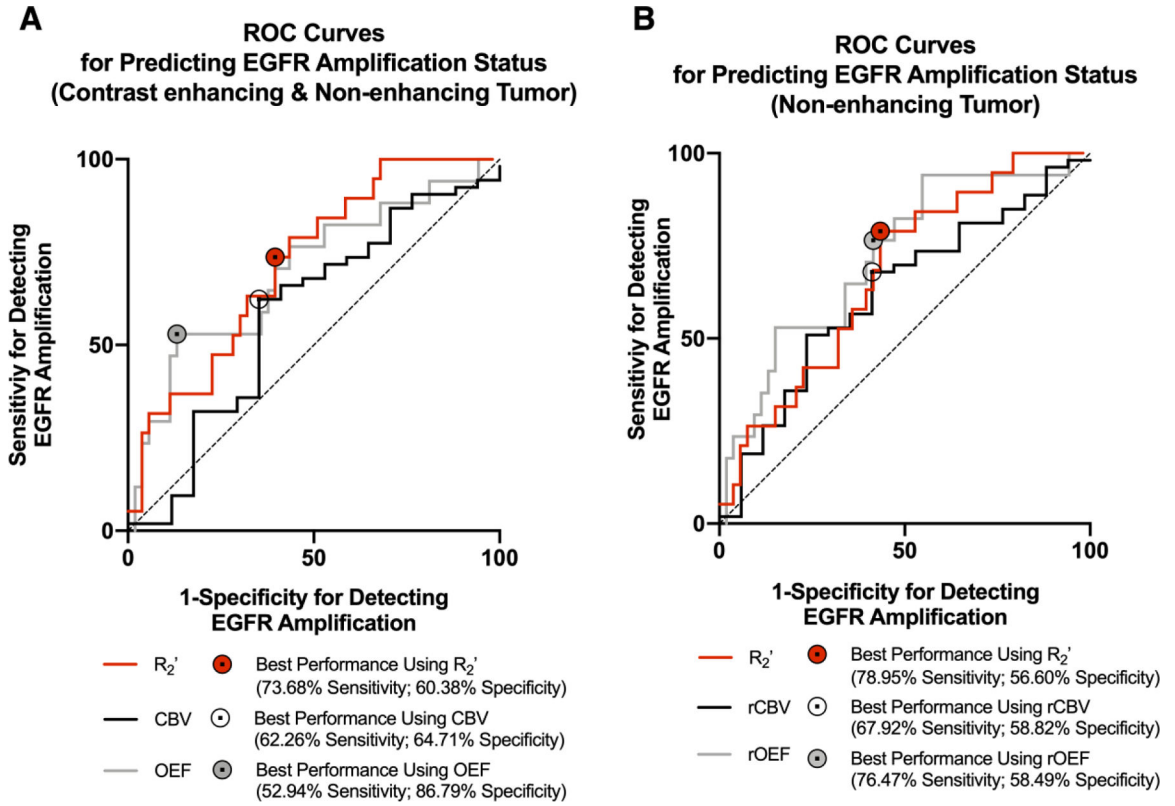 A
ROC Curves
for Predicting EGFR Amplification Status
(Contrast enhancing & Non-enhancing Tumor)
Sensitiviy for Detecting
EGFR Amplification
100
50
0
0
50
100
1-Specificity for Detecting
EGFR Amplification
R2'
Best Performance Using R2'
(73.68% Sensitivity; 60.38% Specificity)
CBV
Best Performance Using CBV
(62.26% Sensitivity; 64.71% Specificity)
OEF
Best Performance Using OEF
(52.94% Sensitivity; 86.79% Specificity)
B
ROC Curves
for Predicting EGFR Amplification Status
(Non-enhancing Tumor)
Sensitiviy for Detecting
EGFR Amplification
100
50
0
0
50
100
1-Specificity for Detecting
EGFR Amplification
R2'
Best Performance Using R2'
(78.95% Sensitivity; 56.60% Specificity)
rCBV
Best Performance Using rCBV
(67.92% Sensitivity; 58.82% Specificity)
rOEF
Best Performance Using rOEF
(76.47% Sensitivity; 58.49% Specificity)